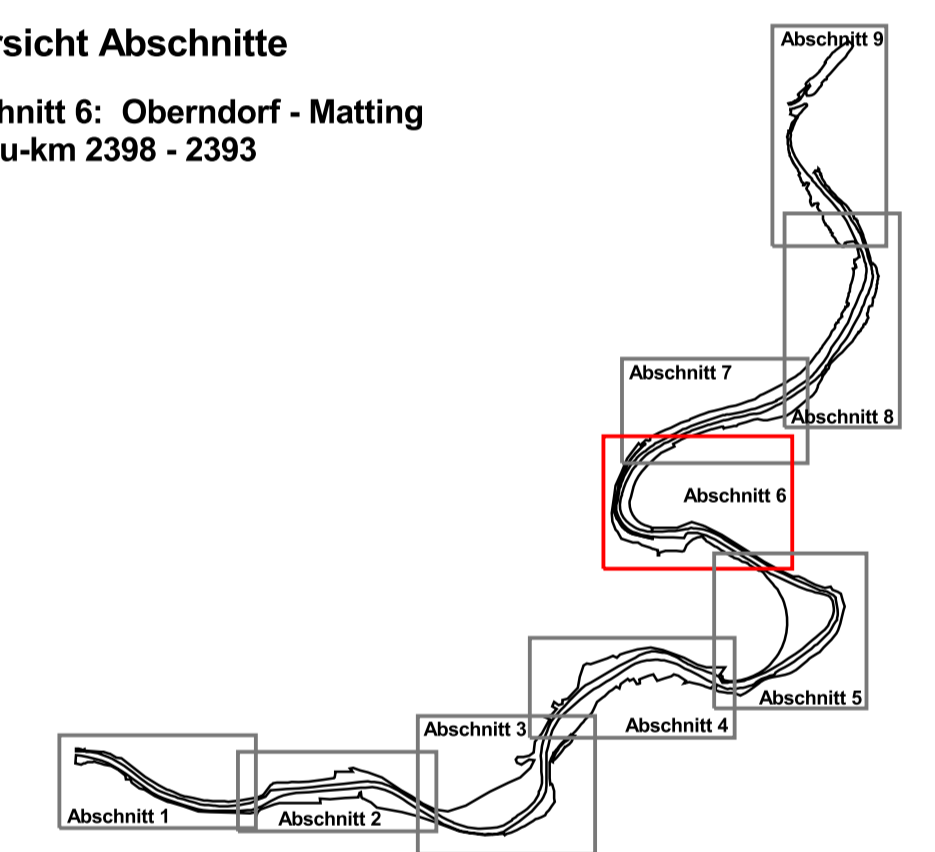 rsicht Abschnitte
hnitt 6: Oberndorf - Matting
u-km 2398 - 2393
Abschnitt 9
Abschnitt 7
Abschnitt 8
Abschnitt 6
Abschnitt 5
Abschnitt 3
Abschnitt 4
Abschnitt 1
Abschnitt 2